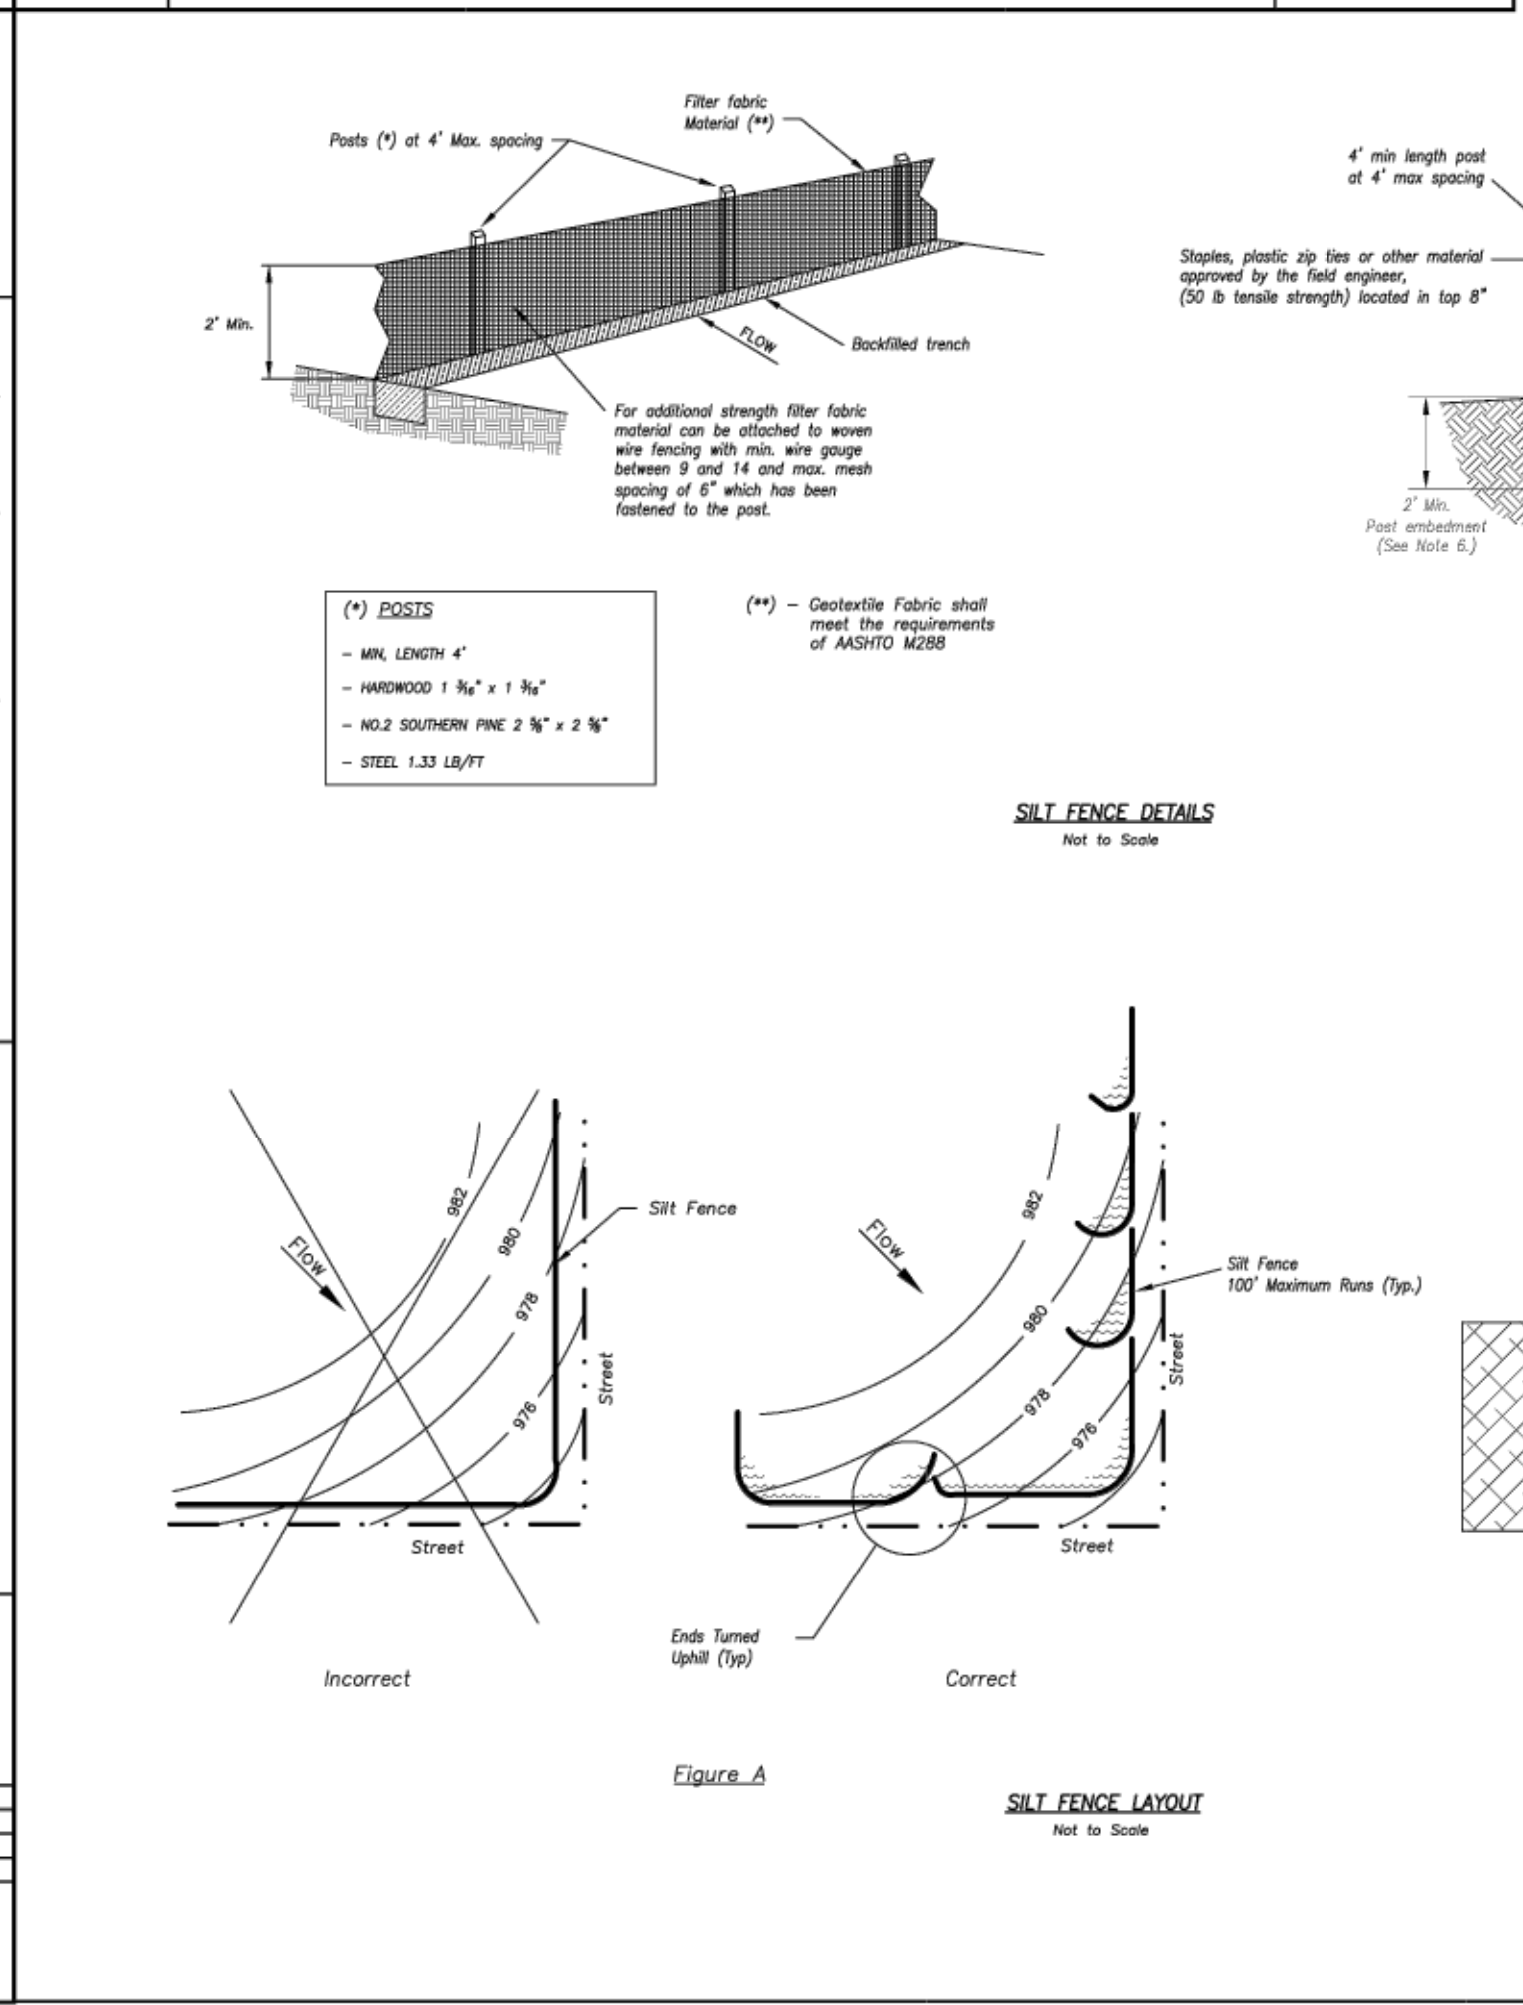 Filter fabric
Material (**)
Posts (*) at 4' Max. spacing
4' min length post
at 4' max spacing
Staples, plastic zip ties or other material
approved by the field engineer,
(50 lb tensile strength) located in top 8"
2' Min.
FLOW
Backfilled trench
For additional strength filter fabric
material can be attached to woven
wire fencing with min. wire gauge
between 9 and 14 and max. mesh
spacing of 6" which has been
fastened to the post.
2' Min.
Post embedment
(See Note 6.)
(*) POSTS
- MIN, LENGTH 4'
- HARDWOOD 1 3/16" x 1 3/16"
- NO.2 SOUTHERN PINE 2 5/8" x 2 5/8"
- STEEL 1.33 LB/FT
(**) - Geotextile Fabric shall
meet the requirements
of AASHTO M288
SILT FENCE DETAILS
Not to Scale
982
980
978
976
Flow
Silt Fence
Street
Street
Incorrect
982
980
978
976
Flow
Silt Fence
100' Maximum Runs (Typ.)
Street
Street
Ends Turned
Uphill (Typ)
Correct
Figure A
SILT FENCE LAYOUT
Not to Scale